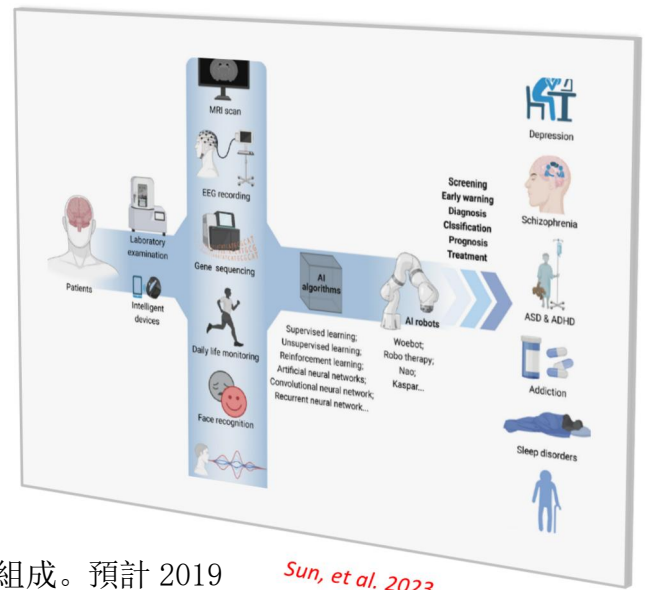 MRI scan
EEG recording
Gene sequencing
Daily life monitoring
Face recognition
Patients
Laboratory
examination
Intelligent
devices
AI
algorithms
Supervised learning;
Unsupervised learning;
Reinforcement learning;
Artificial neural networks;
Convolutional neural network;
Recurrent neural network...
AI robots
Woebot;
Robo therapy;
Nao;
Kaspar...
Screening
Early warning
Diagnosis
Clssification
Prognosis
Treatment
Depression
Schizophrenia
ASD & ADHD
Addiction
Sleep disorders
組成。預計 2019
Sun, et al. 2023